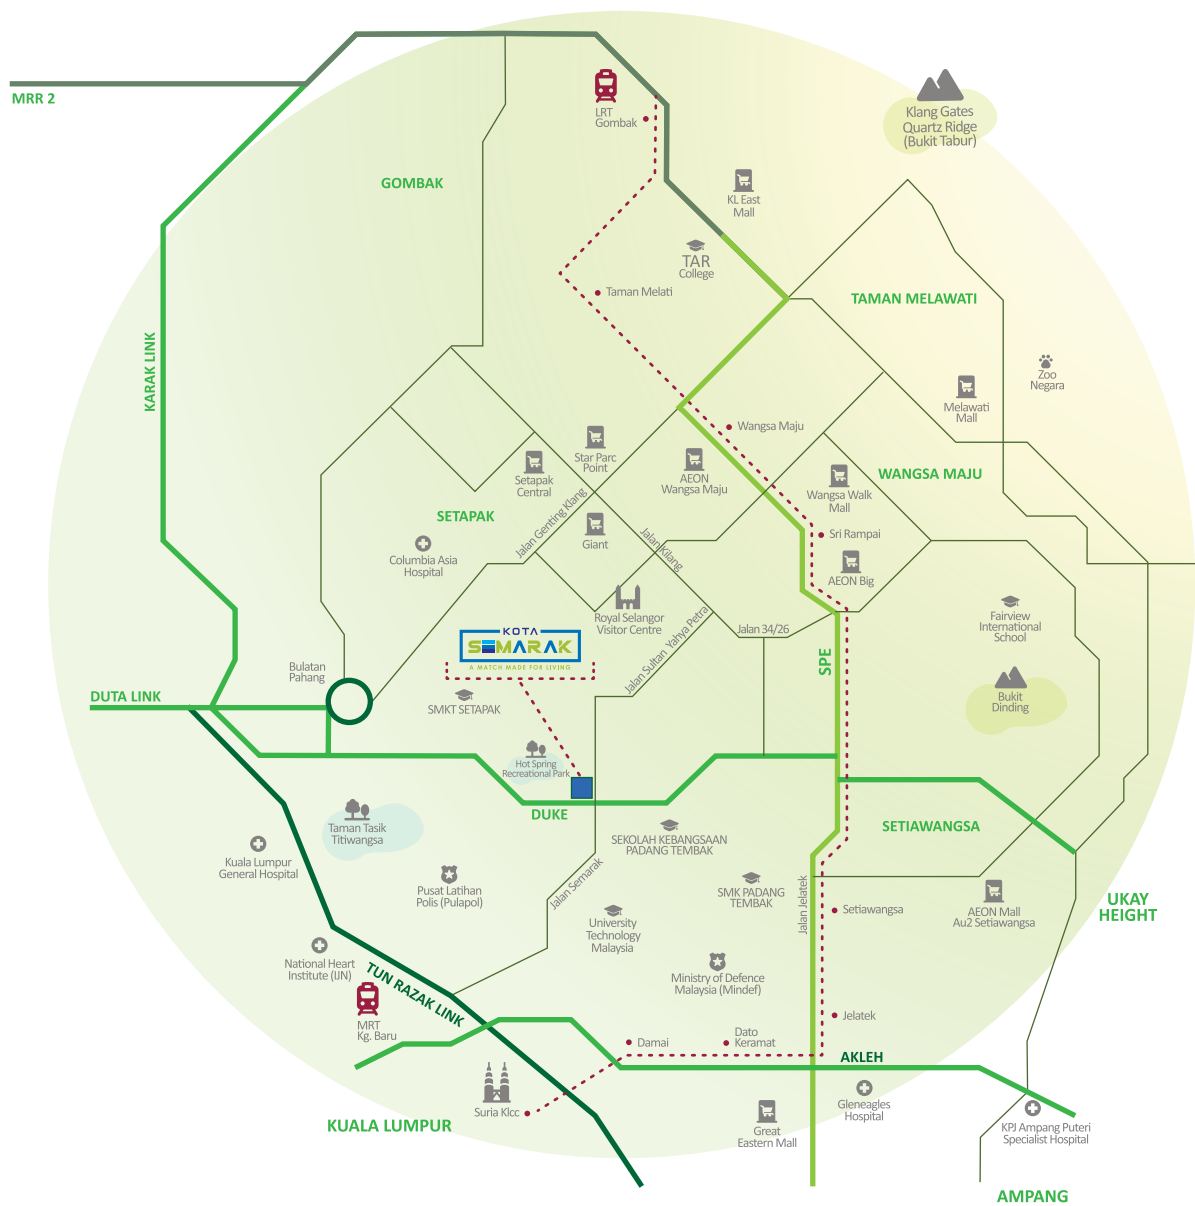 MRR 2
LRT
Gombak
Klang Gates
Quartz Ridge
(Bukit Tabur)
GOMBAK
KL East
Mall
TAR
College
Taman Melati
TAMAN MELAWATI
KARAK LINK
Zoo
Negara
Melawati
Mall
Wangsa Maju
Star Parc
Point
Setapak
Central
AEON
Wangsa Maju
WANGSA MAJU
Wangsa Walk
Mall
SETAPAK
Jalan Genting Klang
Giant
Jalan Kilang
Sri Rampai
Columbia Asia
Hospital
AEON Big
Royal Selangor
Visitor Centre
Fairview
International
School
KOTA
SEMARAK
A MATCH MADE FOR LIVING
Jalan 34/26
Jalan Sultan Yahya Petra
SPE
Bulatan
Pahang
DUTA LINK
SMKT SETAPAK
Bukit
Dinding
Hot Spring
Recreational Park
DUKE
Taman Tasik
Titiwangsa
SETIAWANGSA
SEKOLAH KEBANGSAAN
PADANG TEMBAK
Kuala Lumpur
General Hospital
Pusat Latihan
Polis (Pulapol)
Jalan Semarak
SMK PADANG
TEMBAK
Jalan Jelatek
Setiawangsa
AEON Mall
Au2 Setiawangsa
UKAY
HEIGHT
University
Technology
Malaysia
National Heart
Institute (IJN)
TUN RAZAK LINK
Ministry of Defence
Malaysia (Mindef)
MRT
Kg. Baru
Jelatek
Damai
Dato
Keramat
AKLEH
Suria Klcc
KUALA LUMPUR
Great
Eastern Mall
Gleneagles
Hospital
KPJ Ampang Puteri
Specialist Hospital
AMPANG